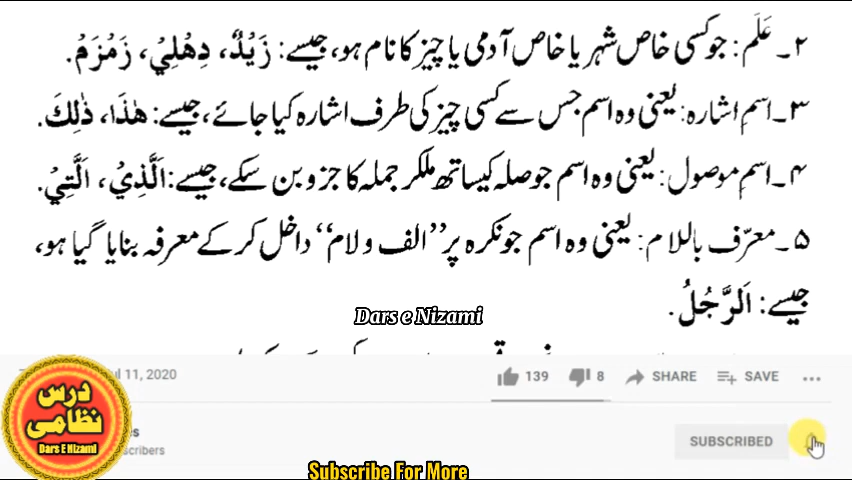 ۲۔ عَلَم: جو کسی خاص شہر یا خاص آدمی یا چیز کا نام ہو، جیسے: زَیْدٌ، دِهْلِيْ، زَمْزَمُ.
۳۔ اسمِ اشارہ: یعنی وہ اسم جس سے کسی چیز کی طرف اشارہ کیا جائے، جیسے: هٰذَا، ذٰلِكَ.
۴۔ اسمِ موصول: یعنی وہ اسم جو صلہ کیساتھ ملکر جملہ کا جزو بن سکے، جیسے: اَلَّذِيْ، اَلَّتِيْ.
۵۔ معرّف باللام: یعنی وہ اسم جو نکرہ پر ’’الف و لام‘‘ داخل کر کے معرفہ بنایا گیا ہو،
جیسے: اَلرَّجُلُ.
Dars e Nizami
11, 2020
139 8 SHARE SAVE
درس
نظامی
Dars E Nizami
SUBSCRIBED
Subscribe For More